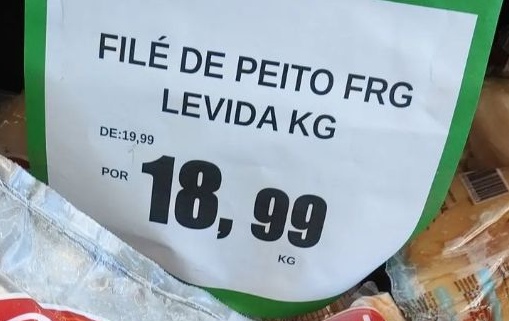 FILÉ DE PEITO FRG
LEVIDA KG
DE:19,99
POR 18,99
KG